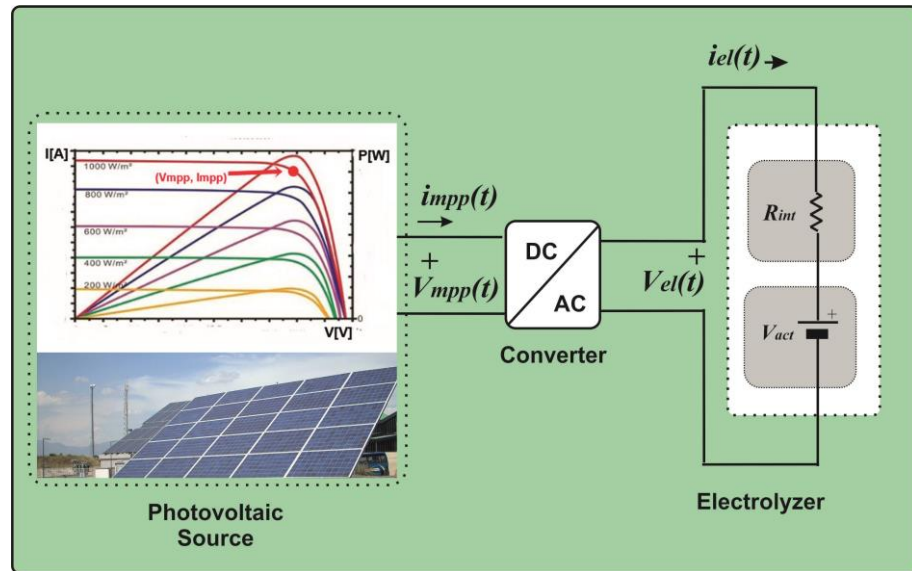 I[A]
P[W]
1000 W/m²
(Vmpp, Impp)
800 W/m²
600 W/m²
400 W/m²
200 W/m²
0
V[V]
Photovoltaic
Source
impp(t)
+
Vmpp(t)
DC
AC
Converter
iel(t)
+
Vel(t)
Rint
Vact
+
Electrolyzer